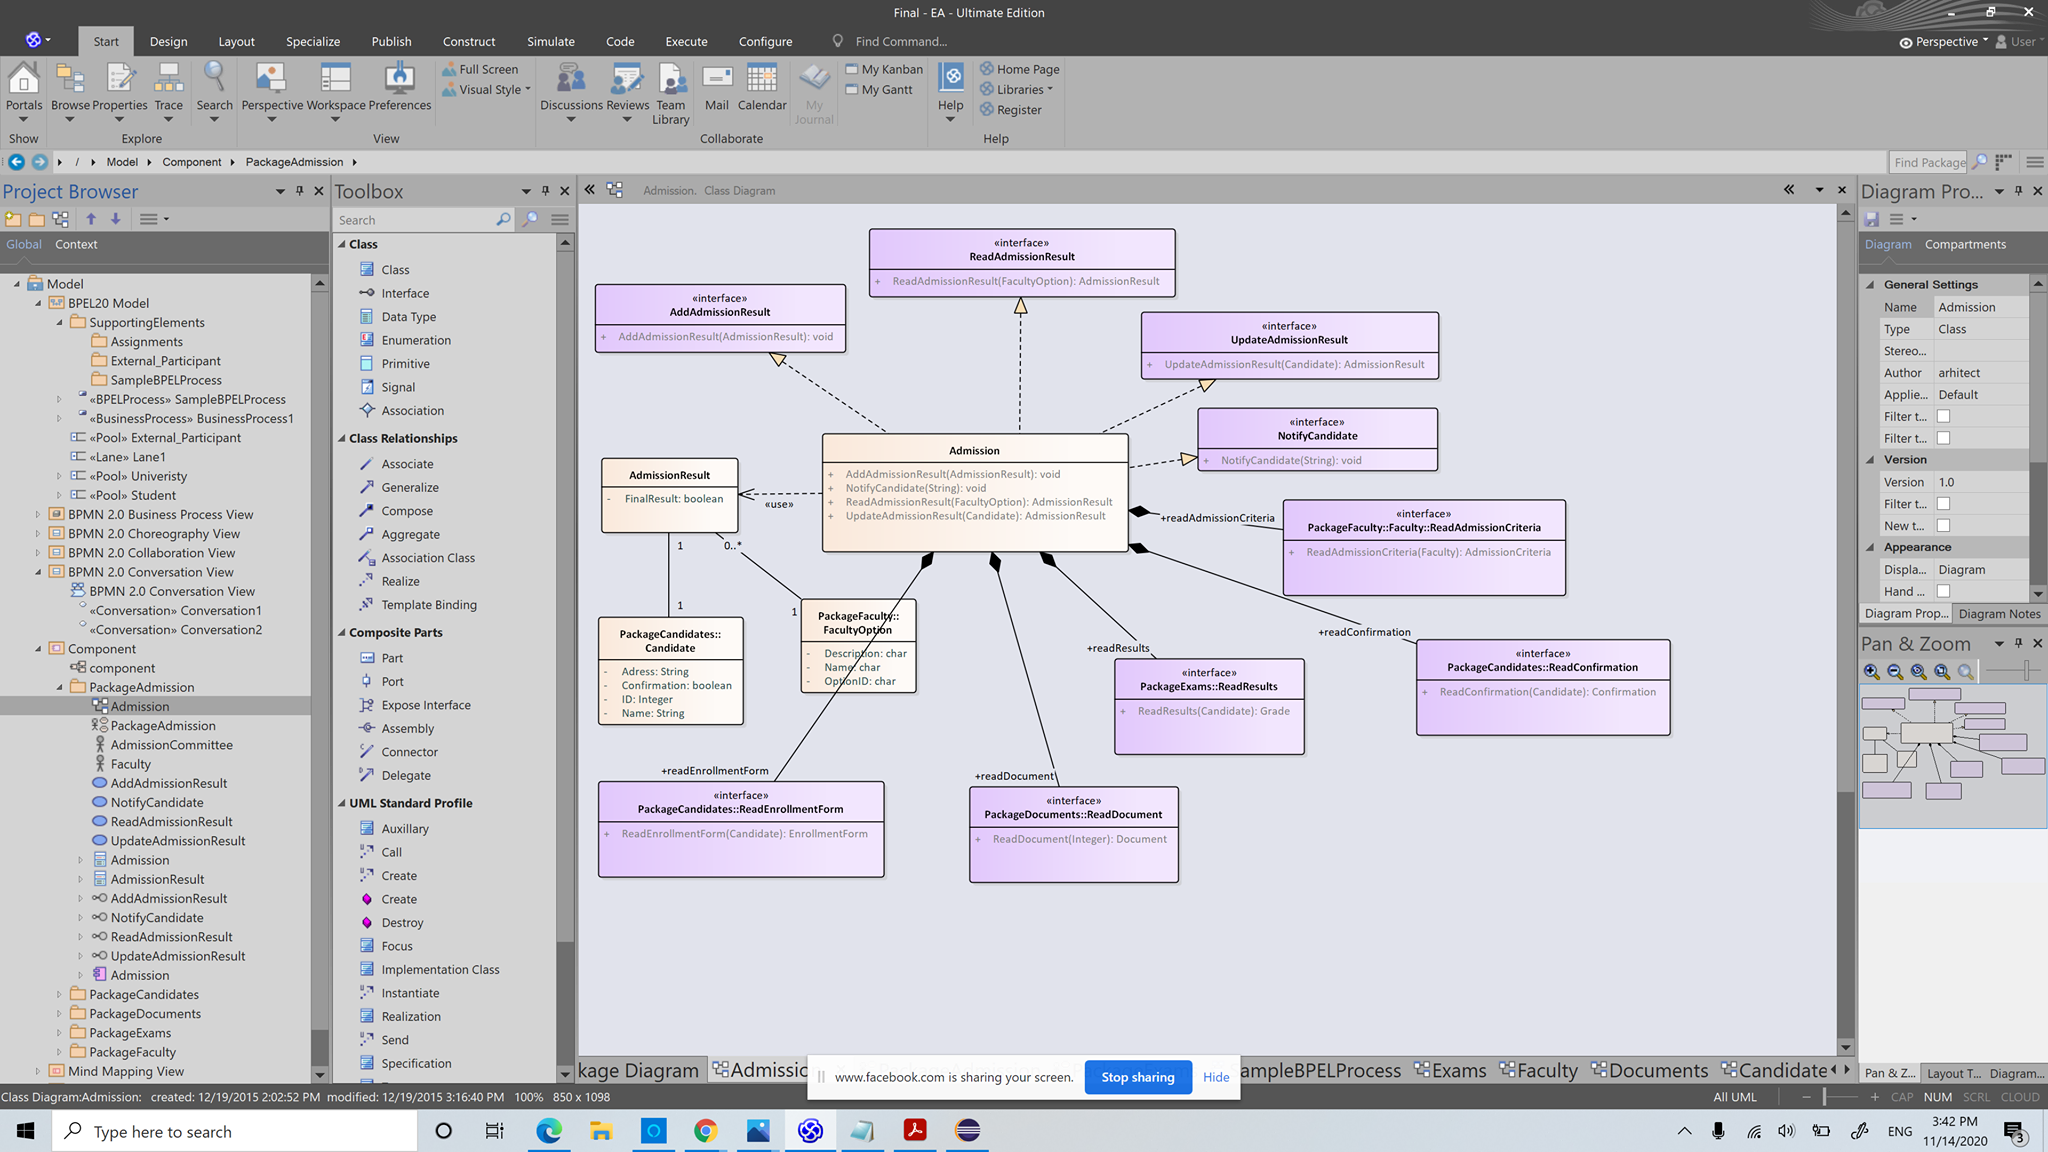 Final - EA - Ultimate Edition
Start Design Layout Specialize Publish Construct Simulate Code Execute Configure Find Command... Perspective User
Portals Browse Properties Trace Search Perspective Workspace Preferences Full Screen Visual Style Discussions Reviews Team Library Mail Calendar My Journal My Kanban My Gantt Help Home Page Libraries Register
Show Explore View Collaborate Help
/ Model Component PackageAdmission Find Package
Project Browser
Global Context
Model
BPEL20 Model
SupportingElements
Assignments
External_Participant
SampleBPELProcess
«BPELProcess» SampleBPELProcess
«BusinessProcess» BusinessProcess1
«Pool» External_Participant
«Lane» Lane1
«Pool» Univeristy
«Pool» Student
BPMN 2.0 Business Process View
BPMN 2.0 Choreography View
BPMN 2.0 Collaboration View
BPMN 2.0 Conversation View
BPMN 2.0 Conversation View
«Conversation» Conversation1
«Conversation» Conversation2
Component
component
PackageAdmission
Admission
PackageAdmission
AdmissionCommittee
Faculty
AddAdmissionResult
NotifyCandidate
ReadAdmissionResult
UpdateAdmissionResult
Admission
AdmissionResult
AddAdmissionResult
NotifyCandidate
ReadAdmissionResult
UpdateAdmissionResult
Admission
PackageCandidates
PackageDocuments
PackageExams
PackageFaculty
Mind Mapping View
Toolbox
Search
Class
Class
Interface
Data Type
Enumeration
Primitive
Signal
Association
Class Relationships
Associate
Generalize
Compose
Aggregate
Association Class
Realize
Template Binding
Composite Parts
Part
Port
Expose Interface
Assembly
Connector
Delegate
UML Standard Profile
Auxillary
Call
Create
Create
Destroy
Focus
Implementation Class
Instantiate
Realization
Send
Specification
Admission. Class Diagram
«interface»
ReadAdmissionResult
+ ReadAdmissionResult(FacultyOption): AdmissionResult
«interface»
AddAdmissionResult
+ AddAdmissionResult(AdmissionResult): void
«interface»
UpdateAdmissionResult
+ UpdateAdmissionResult(Candidate): AdmissionResult
«interface»
NotifyCandidate
+ NotifyCandidate(String): void
Admission
+ AddAdmissionResult(AdmissionResult): void
+ NotifyCandidate(String): void
+ ReadAdmissionResult(FacultyOption): AdmissionResult
+ UpdateAdmissionResult(Candidate): AdmissionResult
AdmissionResult
- FinalResult: boolean
«use»
1
0..*
1
1
+readAdmissionCriteria
«interface»
PackageFaculty::Faculty::ReadAdmissionCriteria
+ ReadAdmissionCriteria(Faculty): AdmissionCriteria
PackageCandidates::
Candidate
- Adress: String
- Confirmation: boolean
- ID: Integer
- Name: String
PackageFaculty::
FacultyOption
- Description: char
- Name: char
- OptionID: char
+readConfirmation
«interface»
PackageCandidates::ReadConfirmation
+ ReadConfirmation(Candidate): Confirmation
+readResults
«interface»
PackageExams::ReadResults
+ ReadResults(Candidate): Grade
+readEnrollmentForm
«interface»
PackageCandidates::ReadEnrollmentForm
+ ReadEnrollmentForm(Candidate): EnrollmentForm
+readDocument
«interface»
PackageDocuments::ReadDocument
+ ReadDocument(Integer): Document
Diagram Pro...
Diagram Compartments
General Settings
Name Admission
Type Class
Stereo...
Author arhitect
Applie... Default
Filter t...
Filter t...
Version
Version 1.0
Filter t...
New t...
Appearance
Displa... Diagram
Hand ...
Diagram Prop... Diagram Notes
Pan & Zoom
Pan & Z... Layout T... Diagram...
kage Diagram Admissio ampleBPELProcess Exams Faculty Documents Candidate
www.facebook.com is sharing your screen. Stop sharing Hide
Class Diagram:Admission: created: 12/19/2015 2:02:52 PM modified: 12/19/2015 3:16:40 PM 100% 850 x 1098 All UML CAP NUM SCRL CLOUD
Type here to search
ENG
3:42 PM
11/14/2020
3